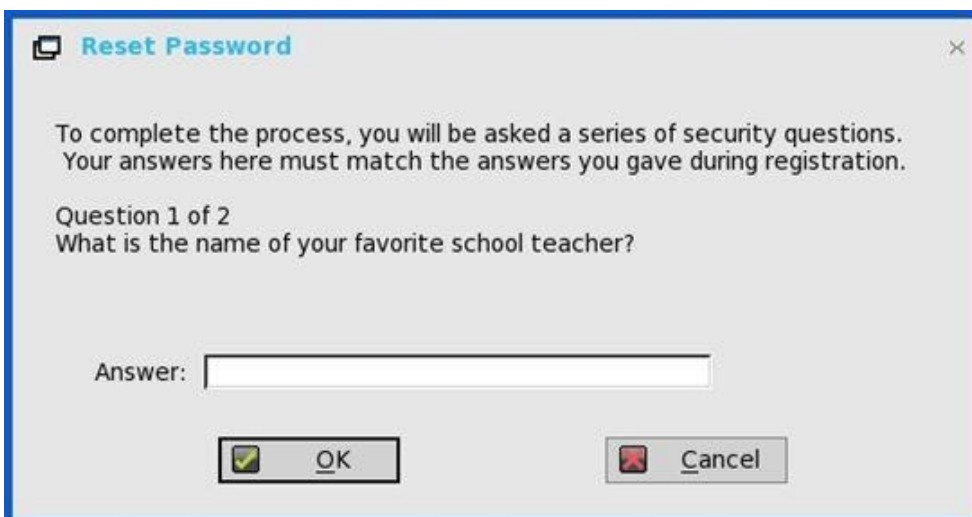 Reset Password
To complete the process, you will be asked a series of security questions.
Your answers here must match the answers you gave during registration.
Question 1 of 2
What is the name of your favorite school teacher?
Answer:
OK
Cancel